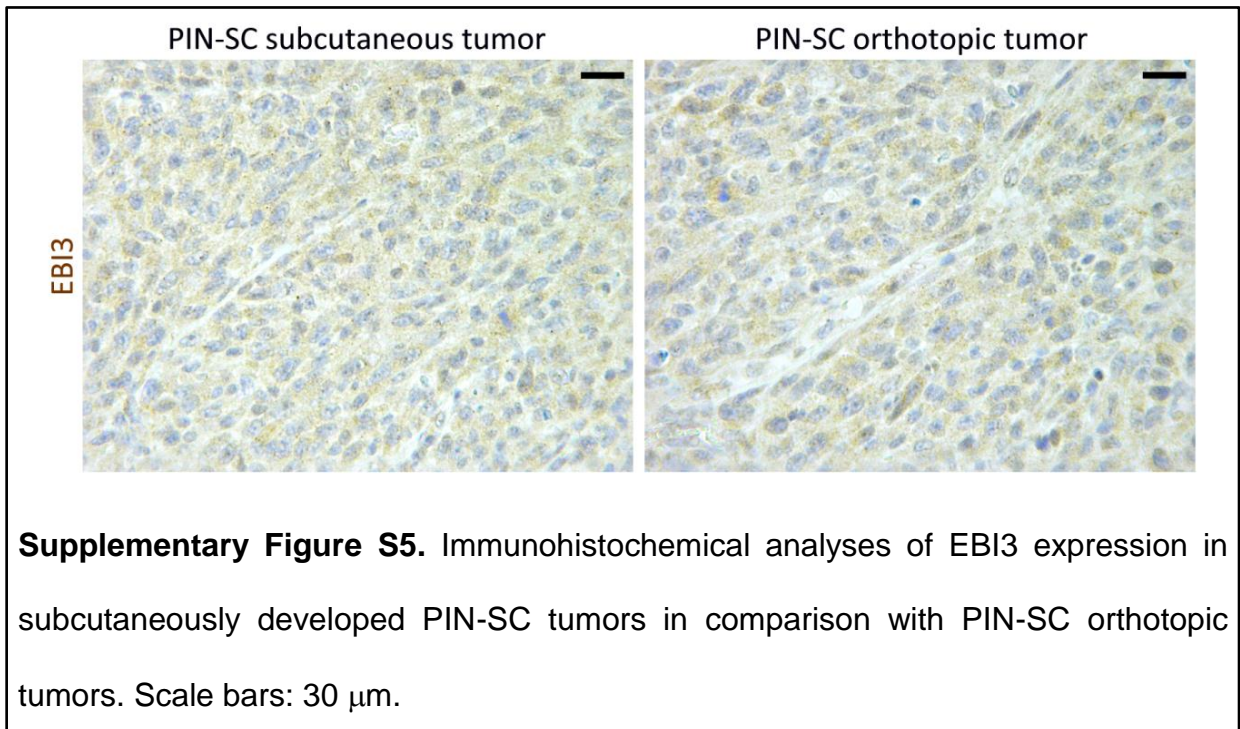 PIN-SC subcutaneous tumor
PIN-SC orthotopic tumor
EBI3
Supplementary Figure S5. Immunohistochemical analyses of EBI3 expression in
subcutaneously developed PIN-SC tumors in comparison with PIN-SC orthotopic
tumors. Scale bars: 30 μm.